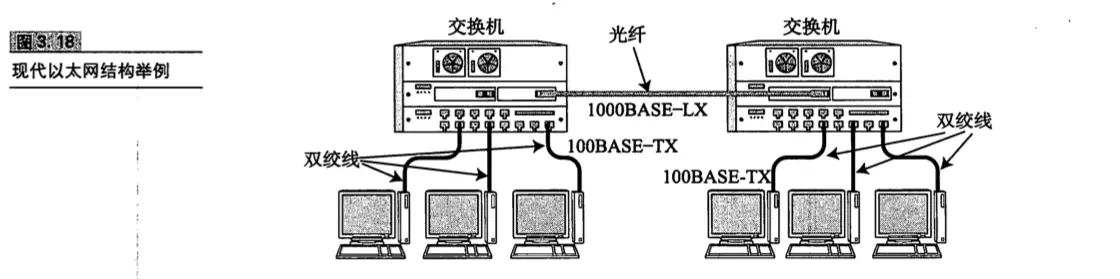 图3.18
现代以太网结构举例
交换机
交换机
光纤
1000BASE-LX
双绞线
100BASE-TX
双绞线
100BASE-TX